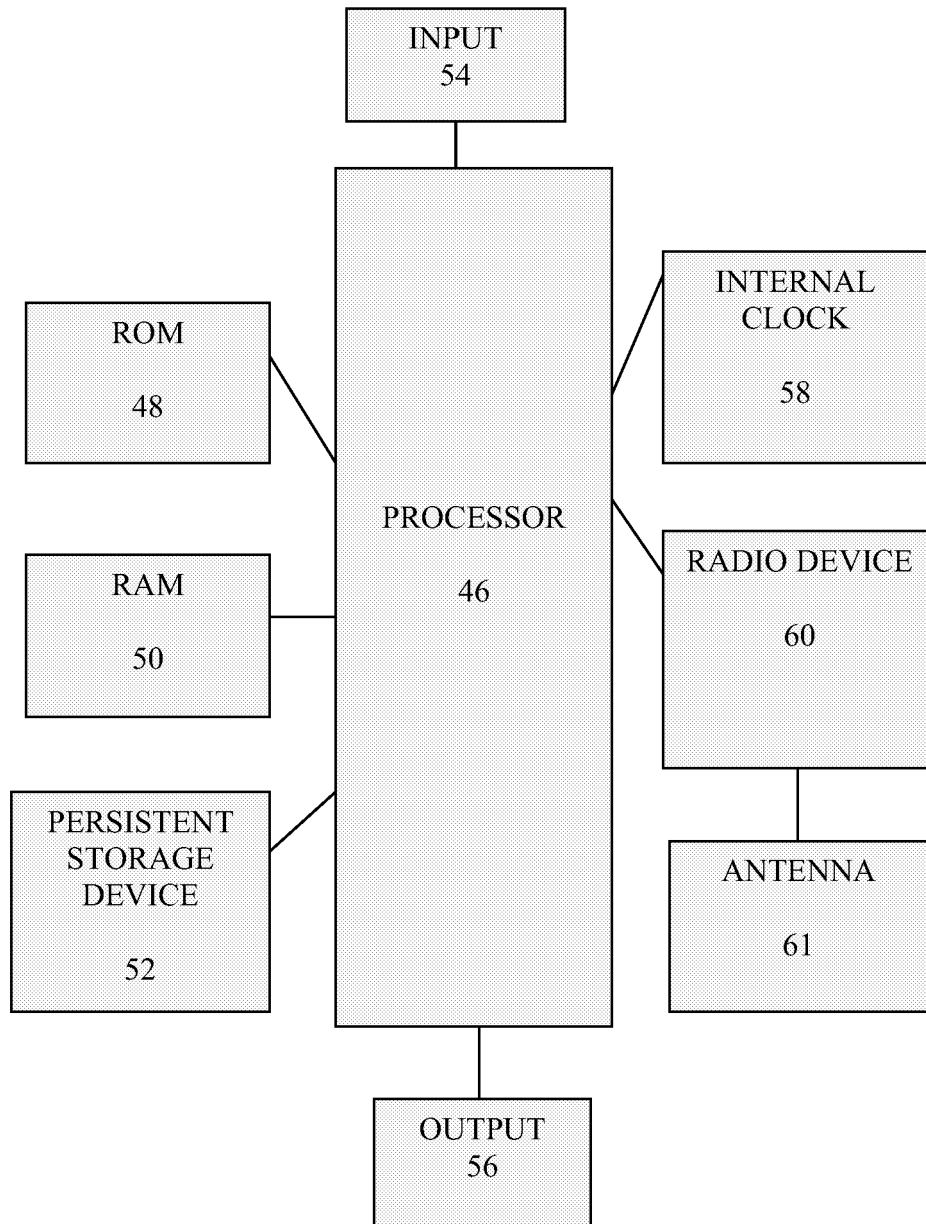 INPUT
54
INTERNAL
CLOCK
58
ROM
48
PROCESSOR
46
RADIO DEVICE
60
RAM
50
PERSISTENT
STORAGE
DEVICE
52
ANTENNA
61
OUTPUT
56